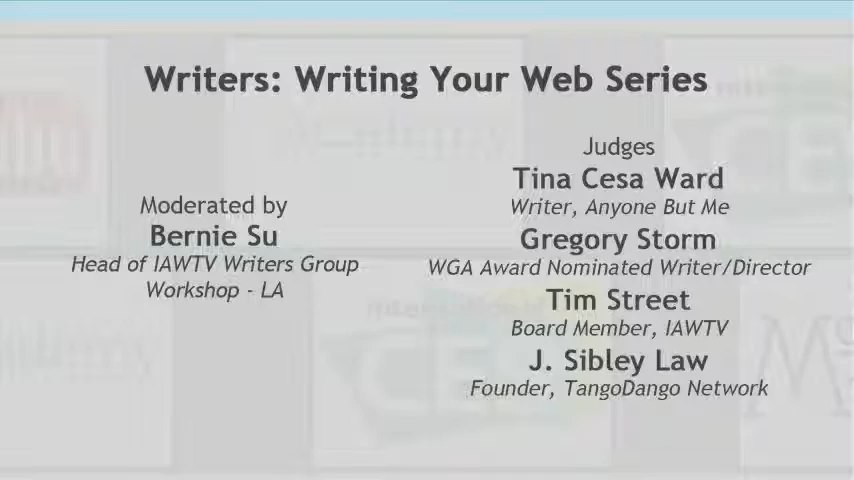 Writers: Writing Your Web Series
Moderated by
Bernie Su
Head of IAWTV Writers Group
Workshop - LA
Judges
Tina Cesa Ward
Writer, Anyone But Me
Gregory Storm
WGA Award Nominated Writer/Director
Tim Street
Board Member, IAWTV
J. Sibley Law
Founder, TangoDango Network